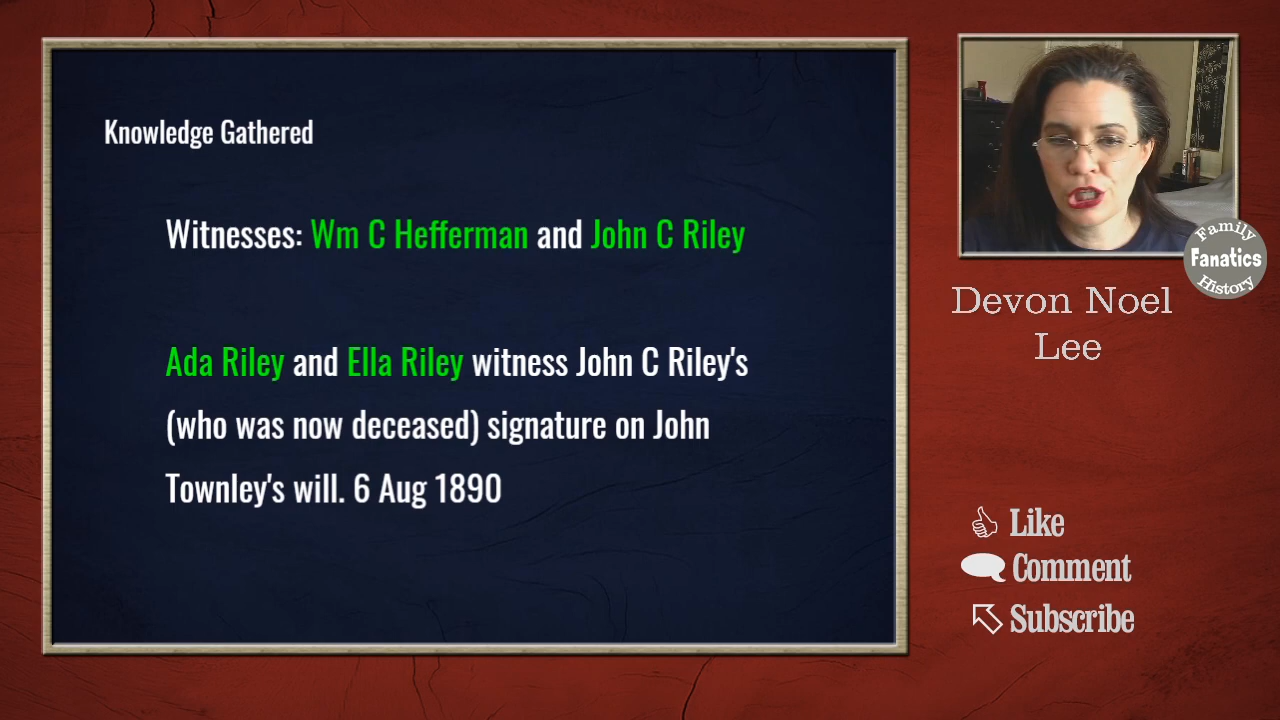 Knowledge Gathered
Witnesses: Wm C Hefferman and John C Riley
Ada Riley and Ella Riley witness John C Riley's
(who was now deceased) signature on John
Townley's will. 6 Aug 1890
Family
Fanatics
History
Devon Noel
Lee
Like
Comment
Subscribe